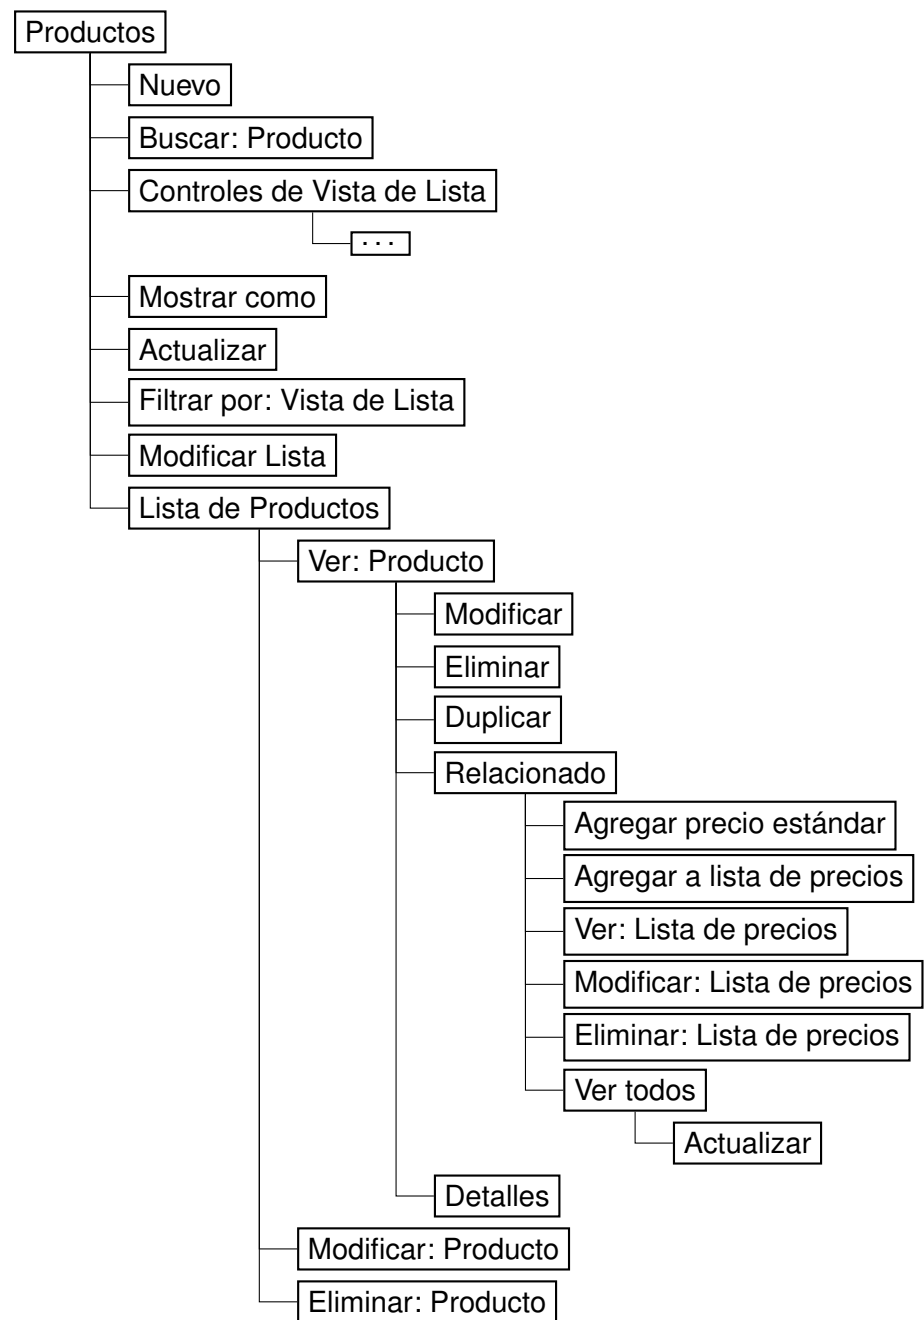 Productos
Nuevo
Buscar: Producto
Controles de Vista de Lista
...
Mostrar como
Actualizar
Filtrar por: Vista de Lista
Modificar Lista
Lista de Productos
Ver: Producto
Modificar
Eliminar
Duplicar
Relacionado
Agregar precio estándar
Agregar a lista de precios
Ver: Lista de precios
Modificar: Lista de precios
Eliminar: Lista de precios
Ver todos
Actualizar
Detalles
Modificar: Producto
Eliminar: Producto